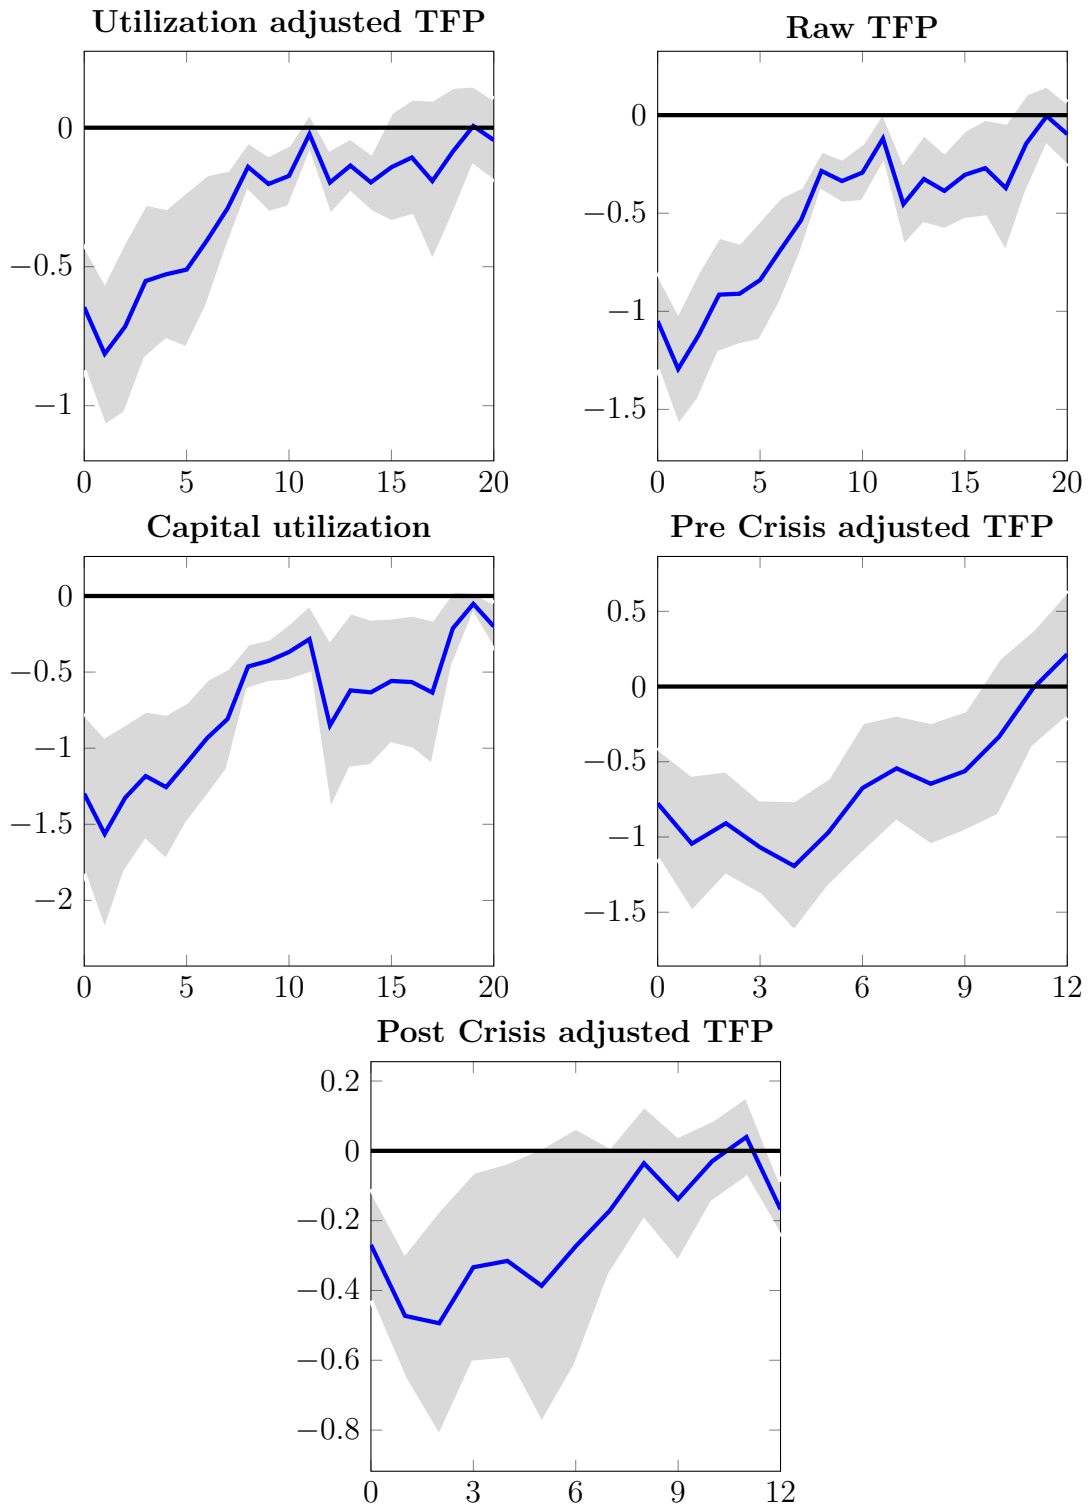 Utilization adjusted TFP
0
−0.5
−1
0 5 10 15 20
Raw TFP
0
−0.5
−1
−1.5
0 5 10 15 20
Capital utilization
0
−0.5
−1
−1.5
−2
0 5 10 15 20
Pre Crisis adjusted TFP
0.5
0
−0.5
−1
−1.5
0 3 6 9 12
Post Crisis adjusted TFP
0.2
0
−0.2
−0.4
−0.6
−0.8
0 3 6 9 12